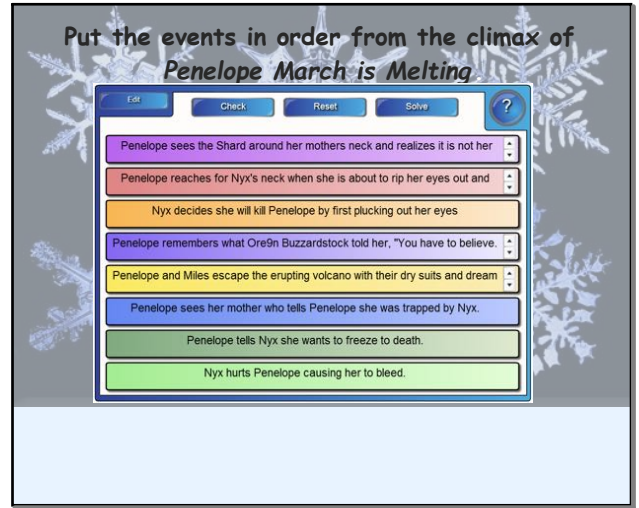 Put the events in order from the climax of
Penelope March is Melting
Edit
Check
Reset
Solve
?
Penelope sees the Shard around her mothers neck and realizes it is not her
Penelope reaches for Nyx's neck when she is about to rip her eyes out and
Nyx decides she will kill Penelope by first plucking out her eyes
Penelope remembers what Ore9n Buzzardstock told her, "You have to believe.
Penelope and Miles escape the erupting volcano with their dry suits and dream
Penelope sees her mother who tells Penelope she was trapped by Nyx.
Penelope tells Nyx she wants to freeze to death.
Nyx hurts Penelope causing her to bleed.